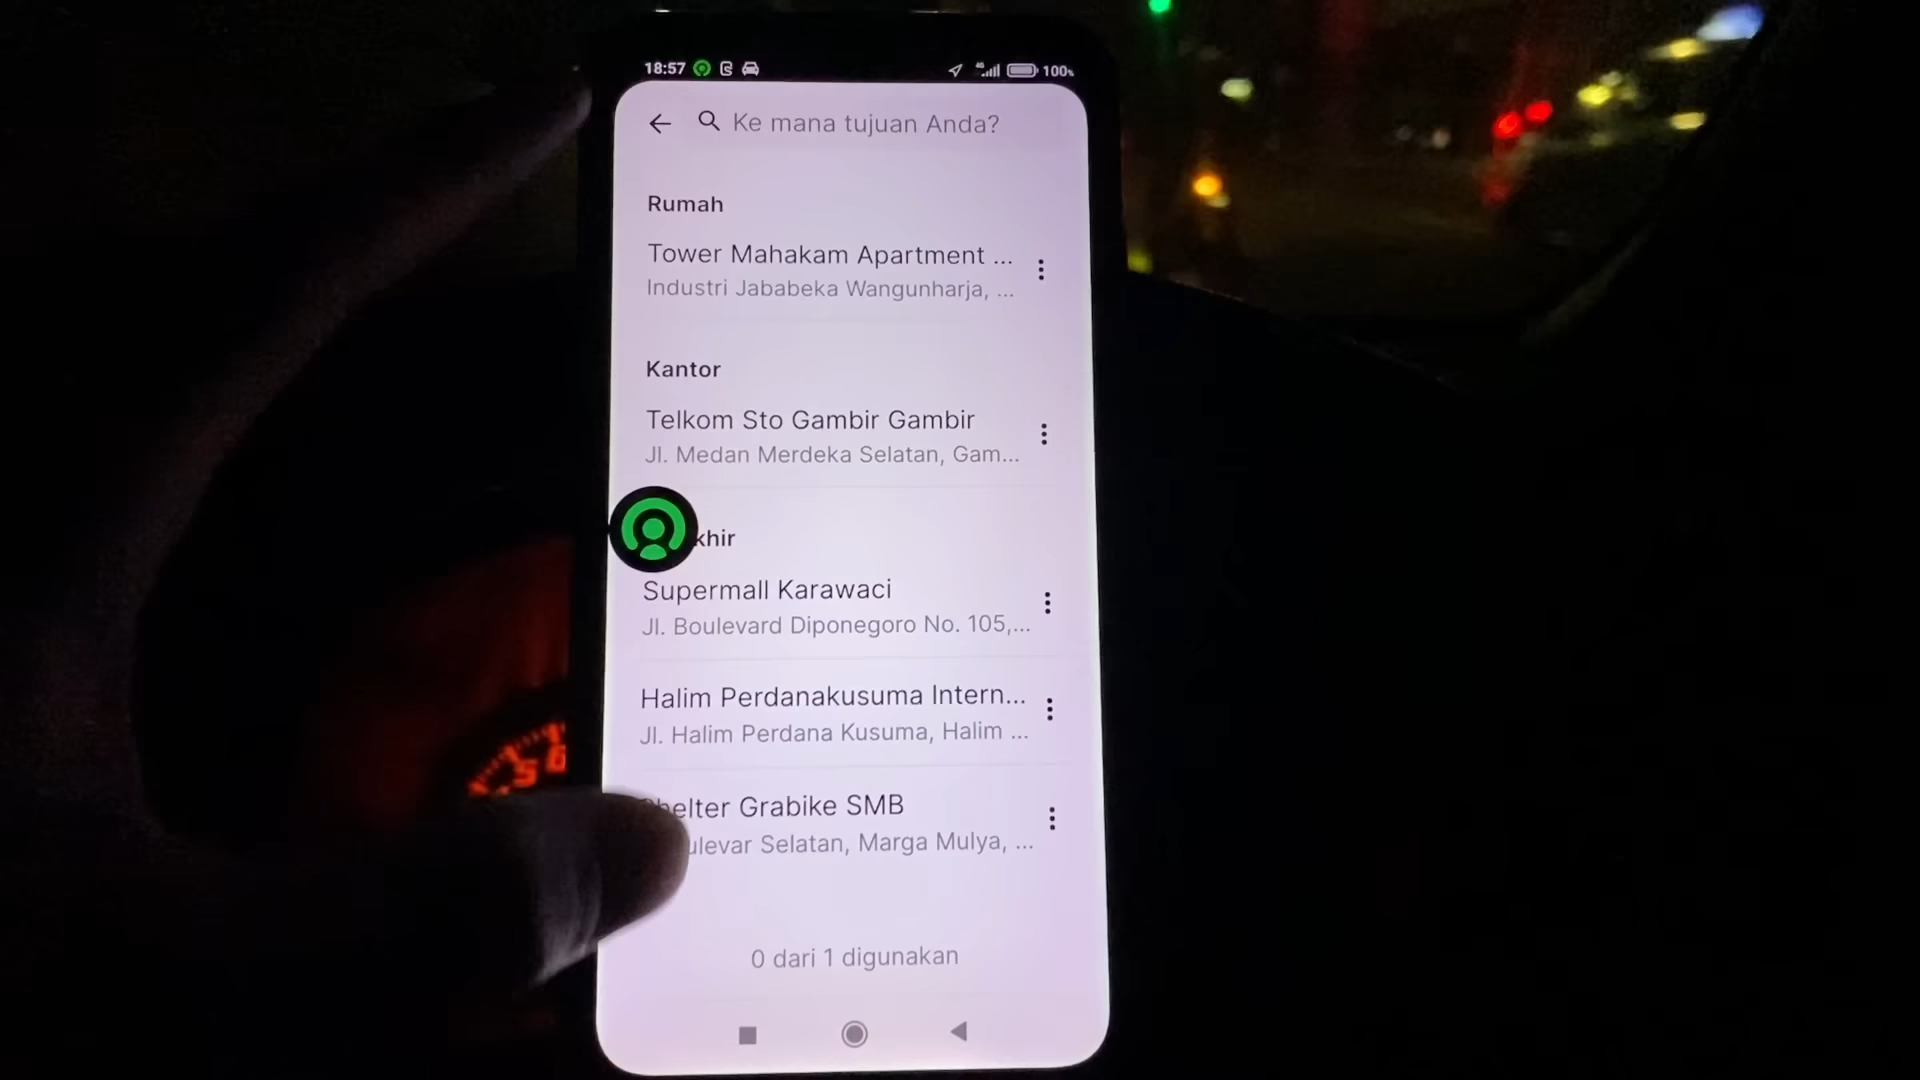 18:57 100%
Ke mana tujuan Anda?
Rumah
Tower Mahakam Apartment ...
Industri Jababeka Wangunharja, ...
Kantor
Telkom Sto Gambir Gambir
Jl. Medan Merdeka Selatan, Gam...
khir
Supermall Karawaci
Jl. Boulevard Diponegoro No. 105,...
Halim Perdanakusuma Intern...
Jl. Halim Perdana Kusuma, Halim ...
Shelter Grabike SMB
ulevar Selatan, Marga Mulya, ...
0 dari 1 digunakan